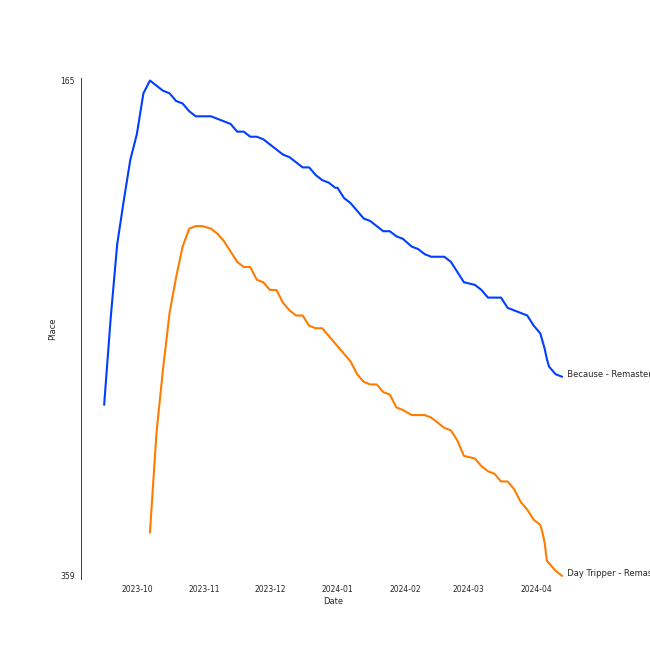 165
Because - Remaster
Place
Day Tripper - Remas
359
2023-10 2023-11 2023-12 2024-01 2024-02 2024-03 2024-04
Date